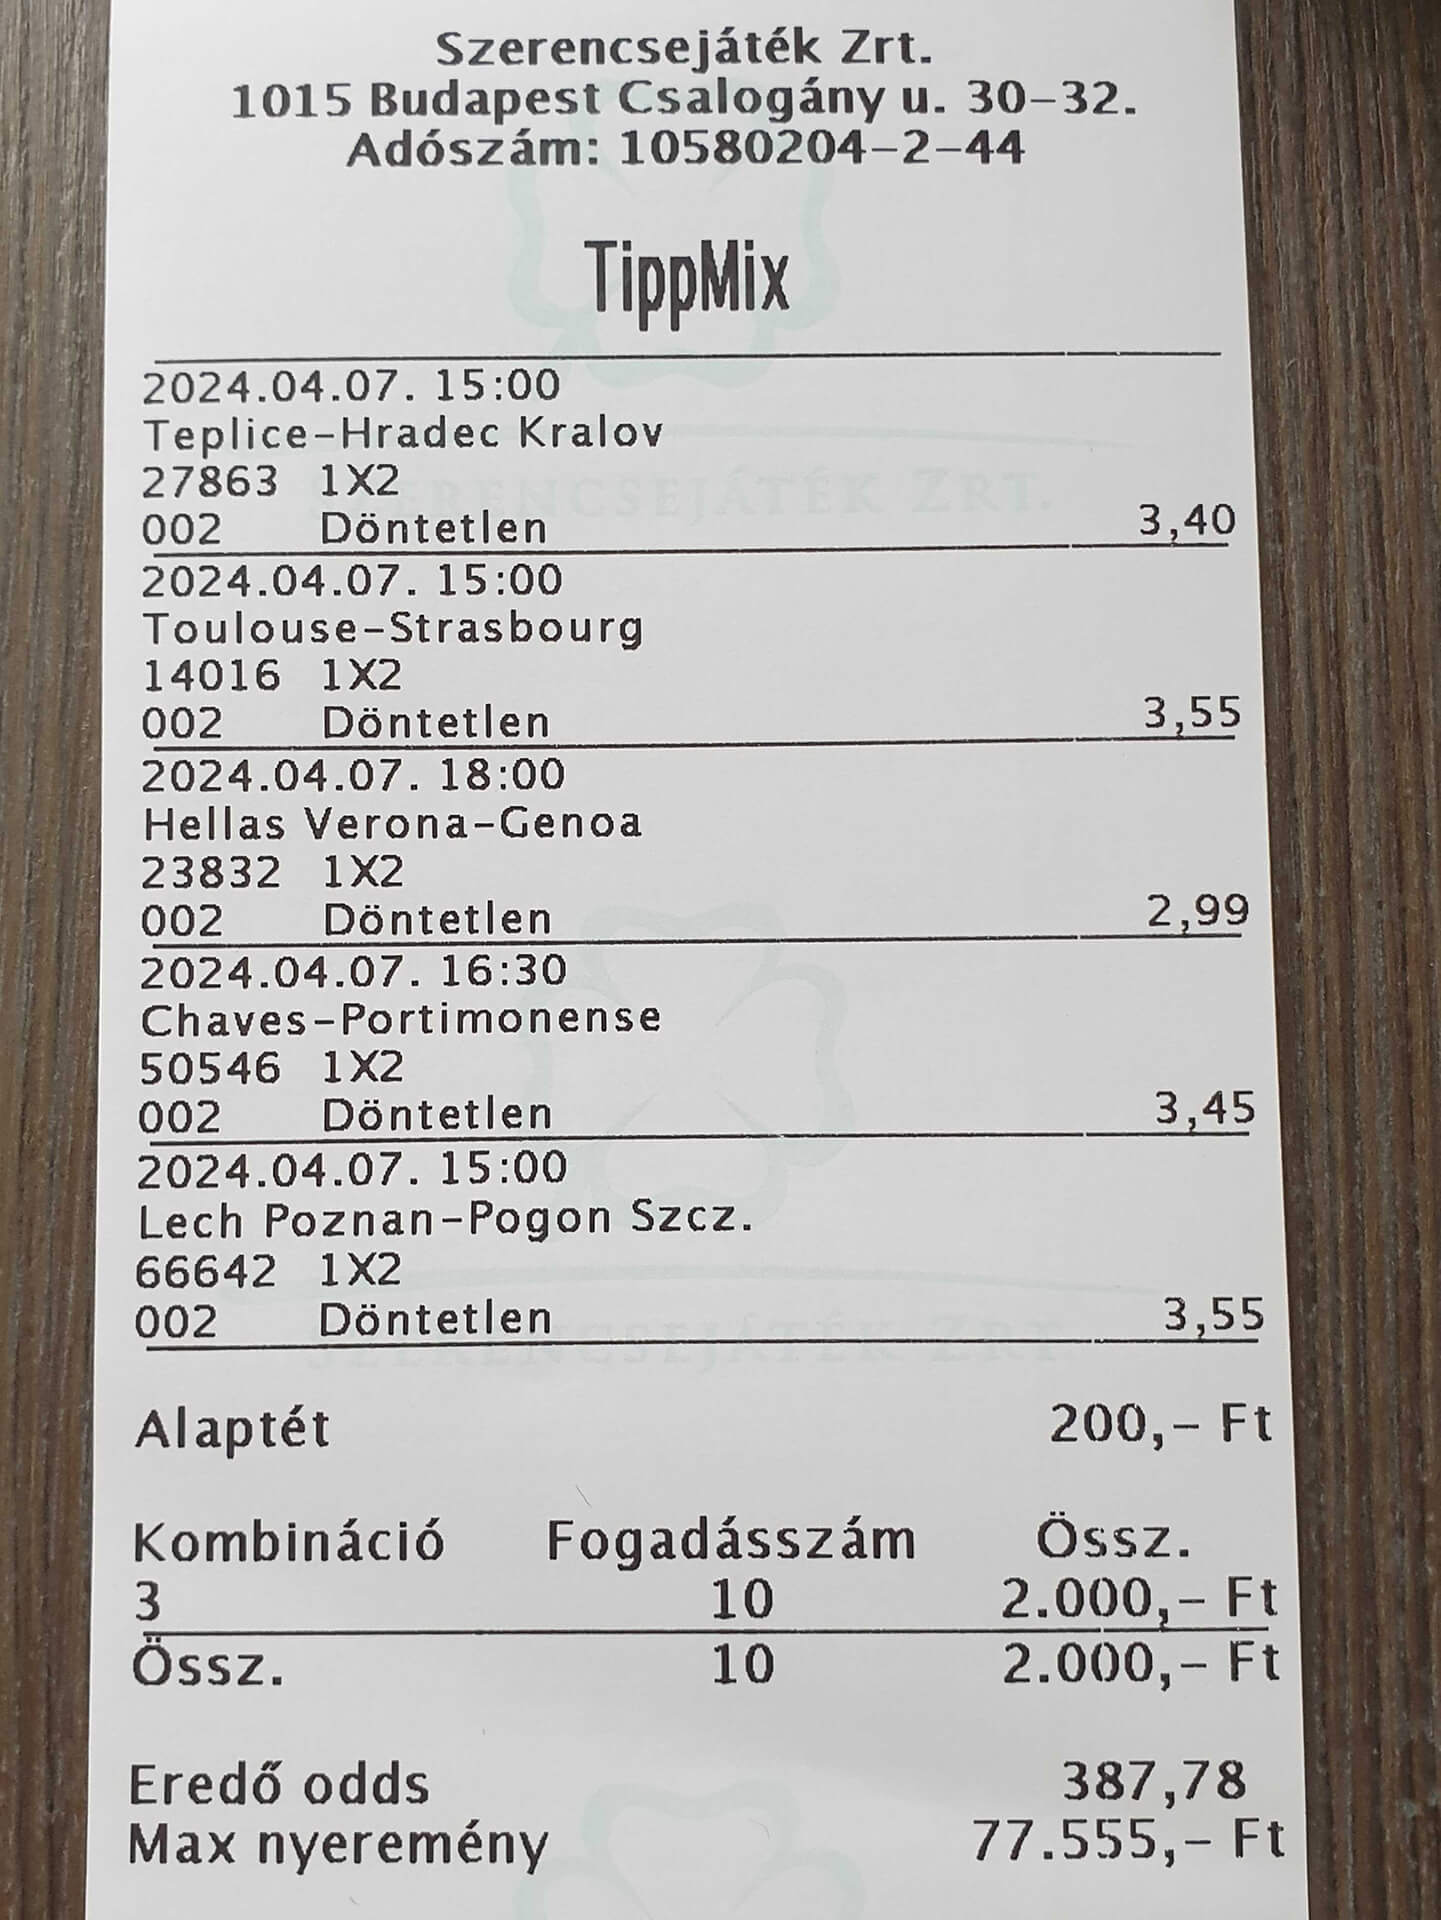 Szerencsejáték Zrt.
1015 Budapest Csalogány u. 30-32.
Adószám: 10580204-2-44
TippMix
2024.04.07. 15:00
Teplice-Hradec Kralov
27863 1X2
002 Döntetlen 3,40
2024.04.07. 15:00
Toulouse-Strasbourg
14016 1X2
002 Döntetlen 3,55
2024.04.07. 18:00
Hellas Verona-Genoa
23832 1X2
002 Döntetlen 2,99
2024.04.07. 16:30
Chaves-Portimonense
50546 1X2
002 Döntetlen 3,45
2024.04.07. 15:00
Lech Poznan-Pogon Szcz.
66642 1X2
002 Döntetlen 3,55
SZERENCSEJÁTÉK ZRT.
SZERENCSEJÁTÉK ZRT.
Alaptét 200,- Ft
Kombináció Fogadásszám Össz.
3 10 2.000,- Ft
Össz. 10 2.000,- Ft
Eredő odds 387,78
Max nyeremény 77.555,- Ft